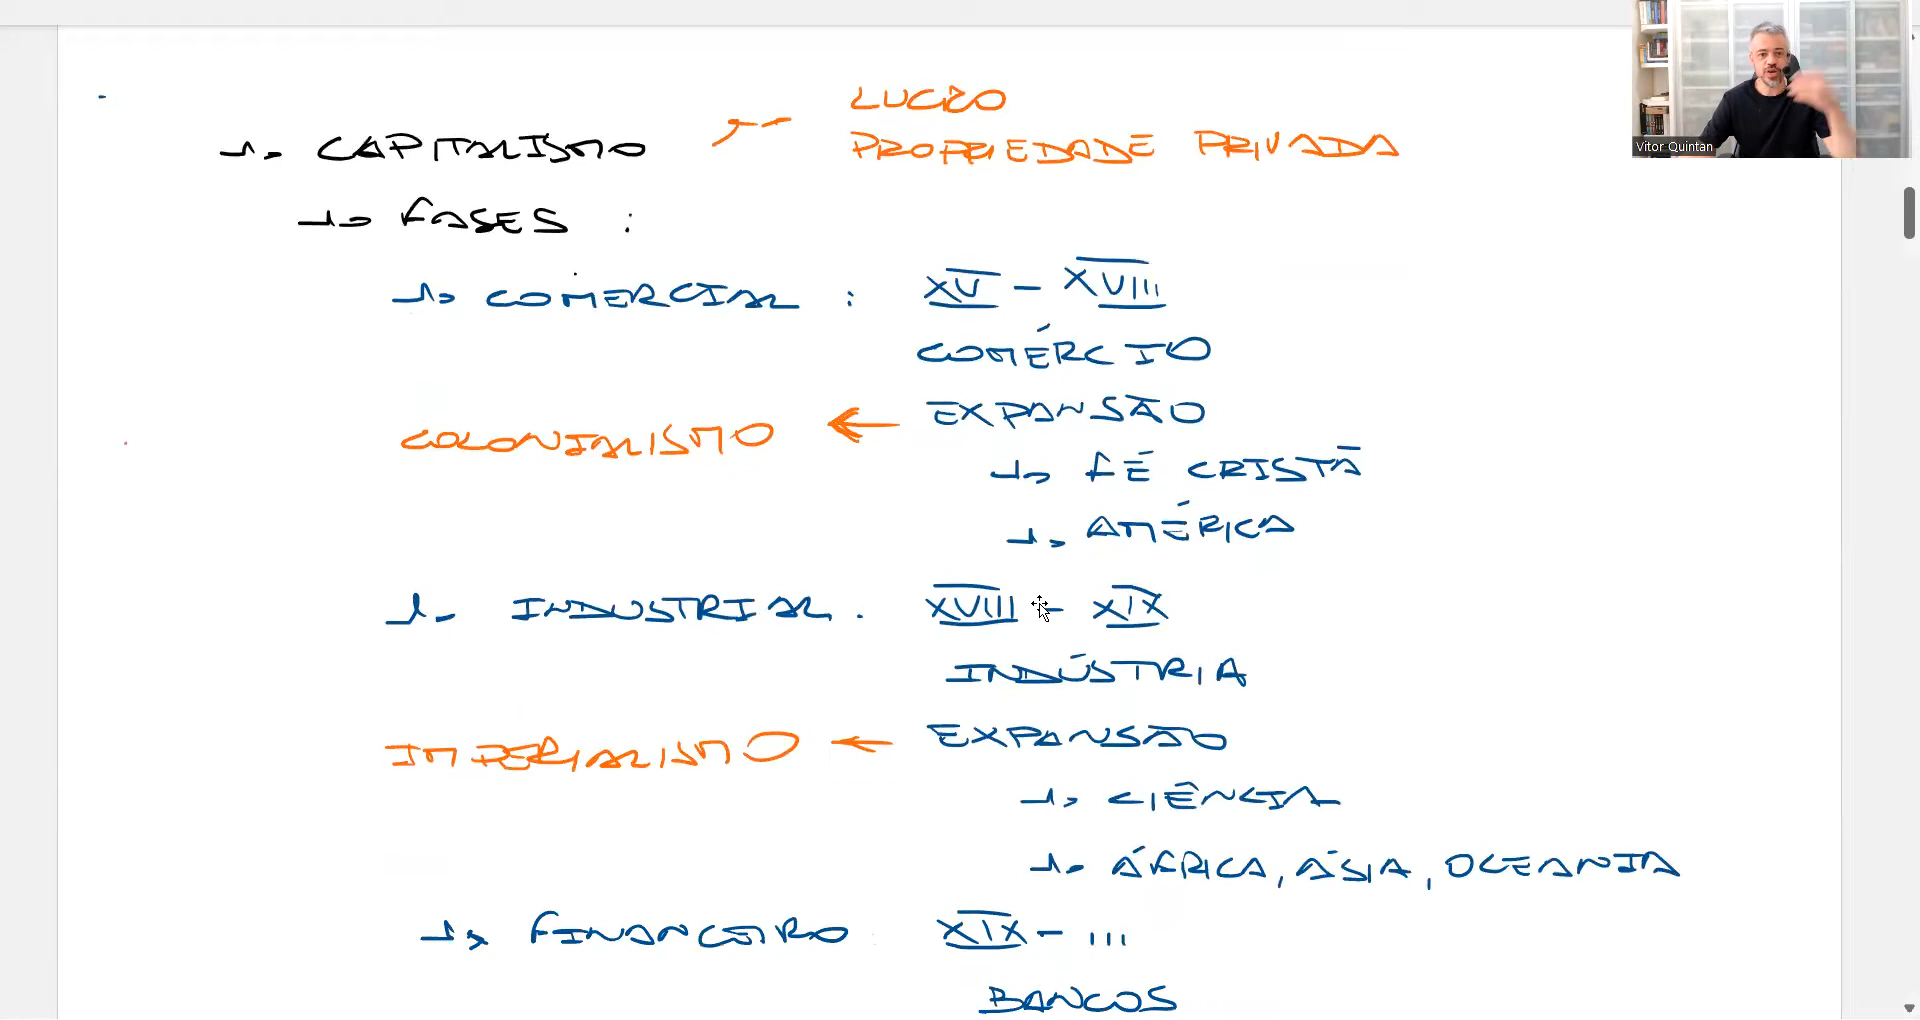 CAPITALISMO LUCRO
PROPRIEDADE PRIVADA
Vitor Quintan
FASES :
COMERCIAL : XV - XVIII
COMÉRCIO
COLONIALISMO ← EXPANSÃO
FÉ CRISTÃ
AMÉRICA
INDUSTRIAL. XVIII - XIX
INDÚSTRIA
IMPERIALISMO ← EXPANSÃO
CIÊNCIA
ÁFRICA, ÁSIA, OCEANIA
FINANCEIRO XIX - ...
BANCOS